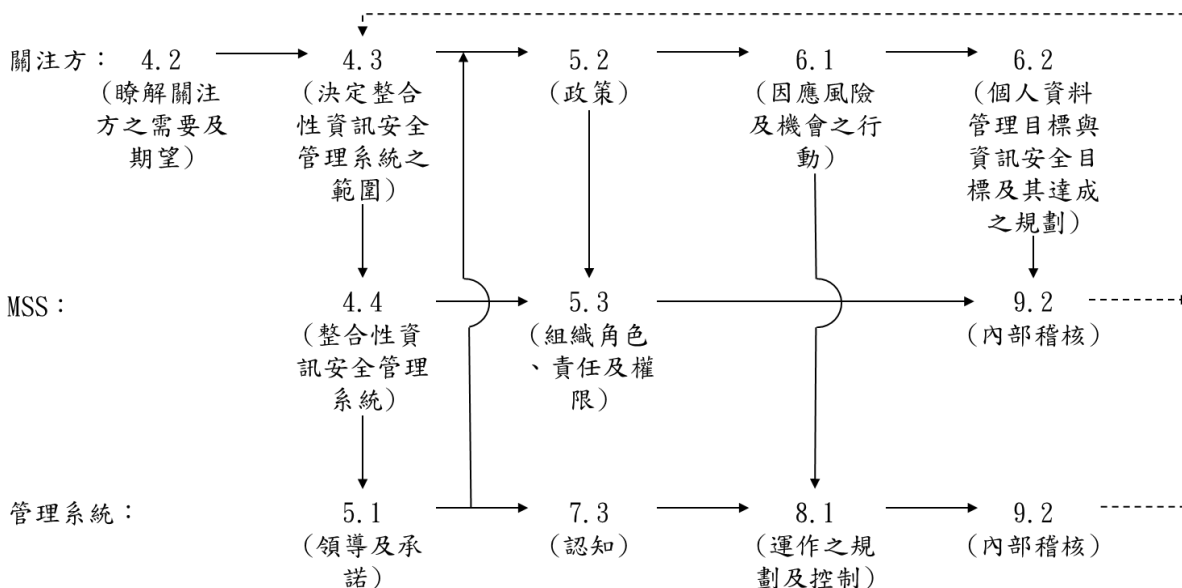 關注方： 4.2 4.3 5.2 6.1 6.2
（瞭解關注
方之需要及
期望）
（決定整合
性資訊安全
管理系統之
範圍）
（政策）
（因應風險
及機會之行
動）
（個人資料
管理目標與
資訊安全目
標及其達成
之規劃）
MSS： 4.4 5.3 9.2
（整合性資
訊安全管理
系統）
（組織角色
、責任及權
限）
（內部稽核）
管理系統： 5.1 7.3 8.1 9.2
（領導及承
諾）
（認知）
（運作之規
劃及控制）
（內部稽核）